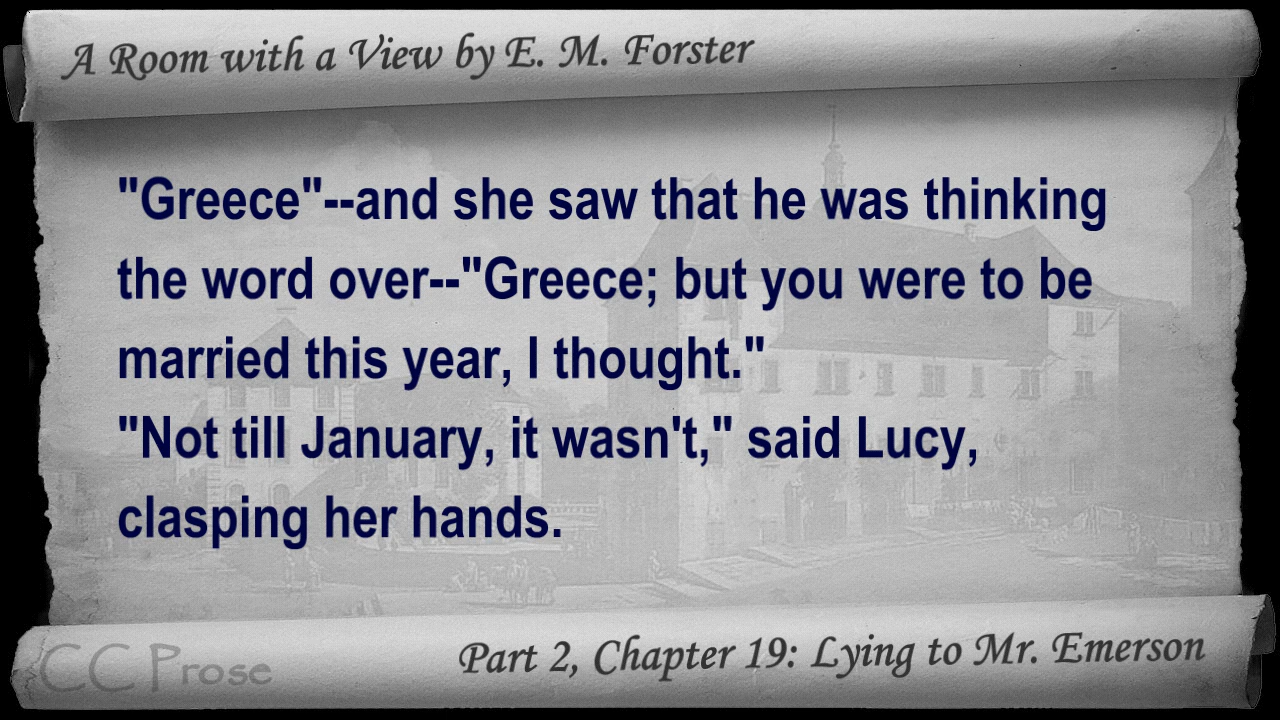 A Room with a View by E. M. Forster
"Greece"--and she saw that he was thinking
the word over--"Greece; but you were to be
married this year, I thought."
"Not till January, it wasn't," said Lucy,
clasping her hands.
CC Prose
Part 2, Chapter 19: Lying to Mr. Emerson